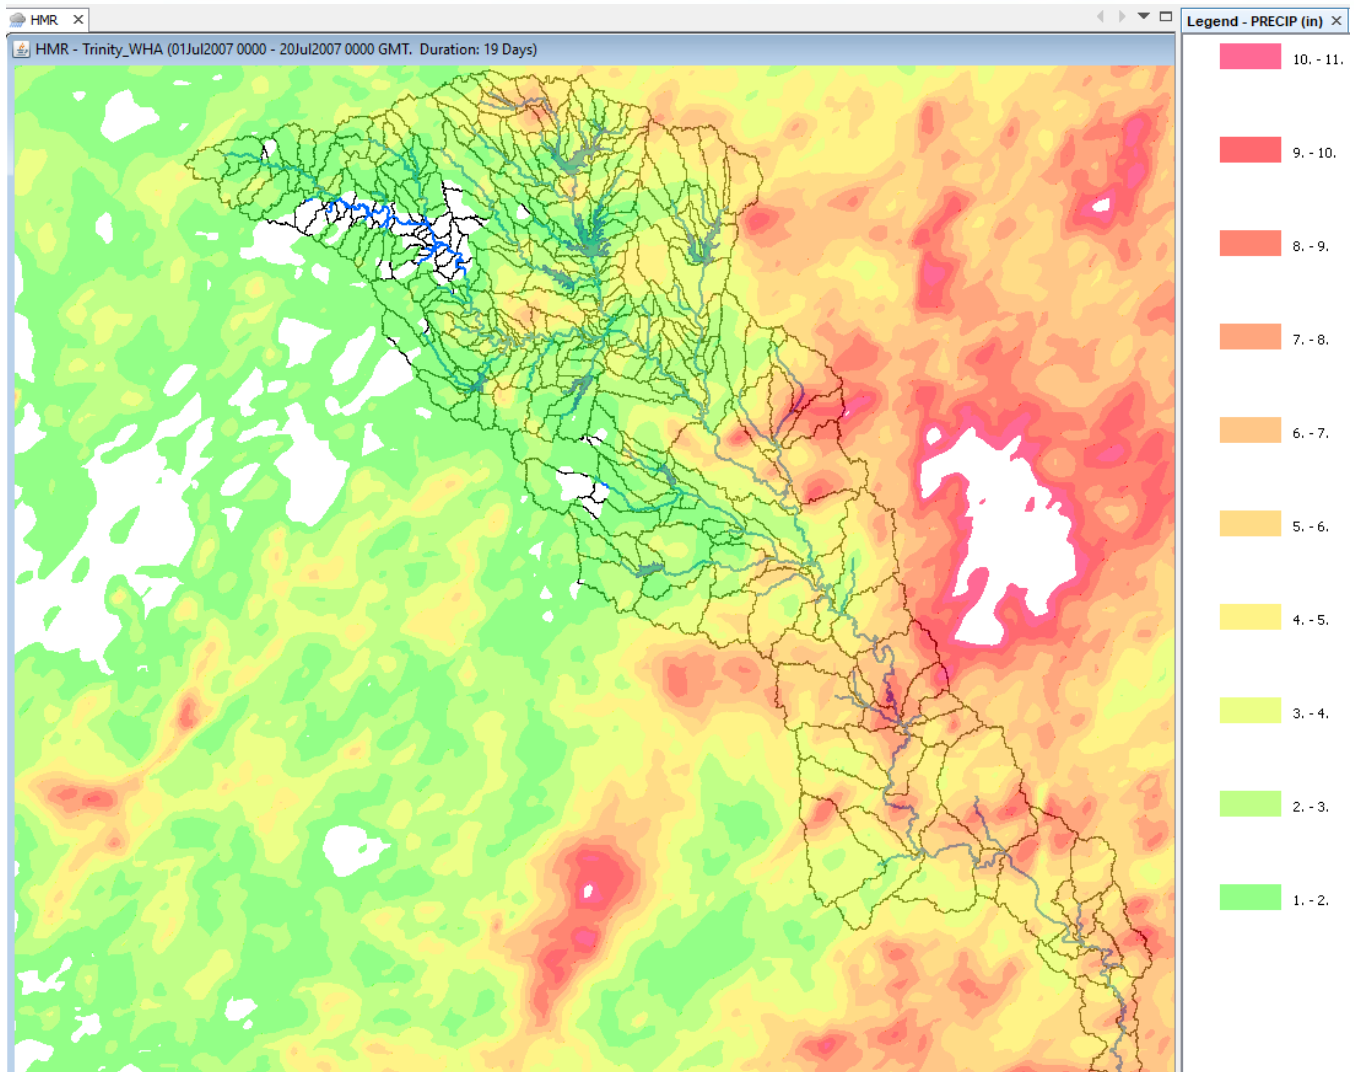 HMR
Legend - PRECIP (in)
HMR - Trinity_WHA (01Jul2007 0000 - 20Jul2007 0000 GMT. Duration: 19 Days)
10. - 11.
9. - 10.
8. - 9.
7. - 8.
6. - 7.
5. - 6.
4. - 5.
3. - 4.
2. - 3.
1. - 2.